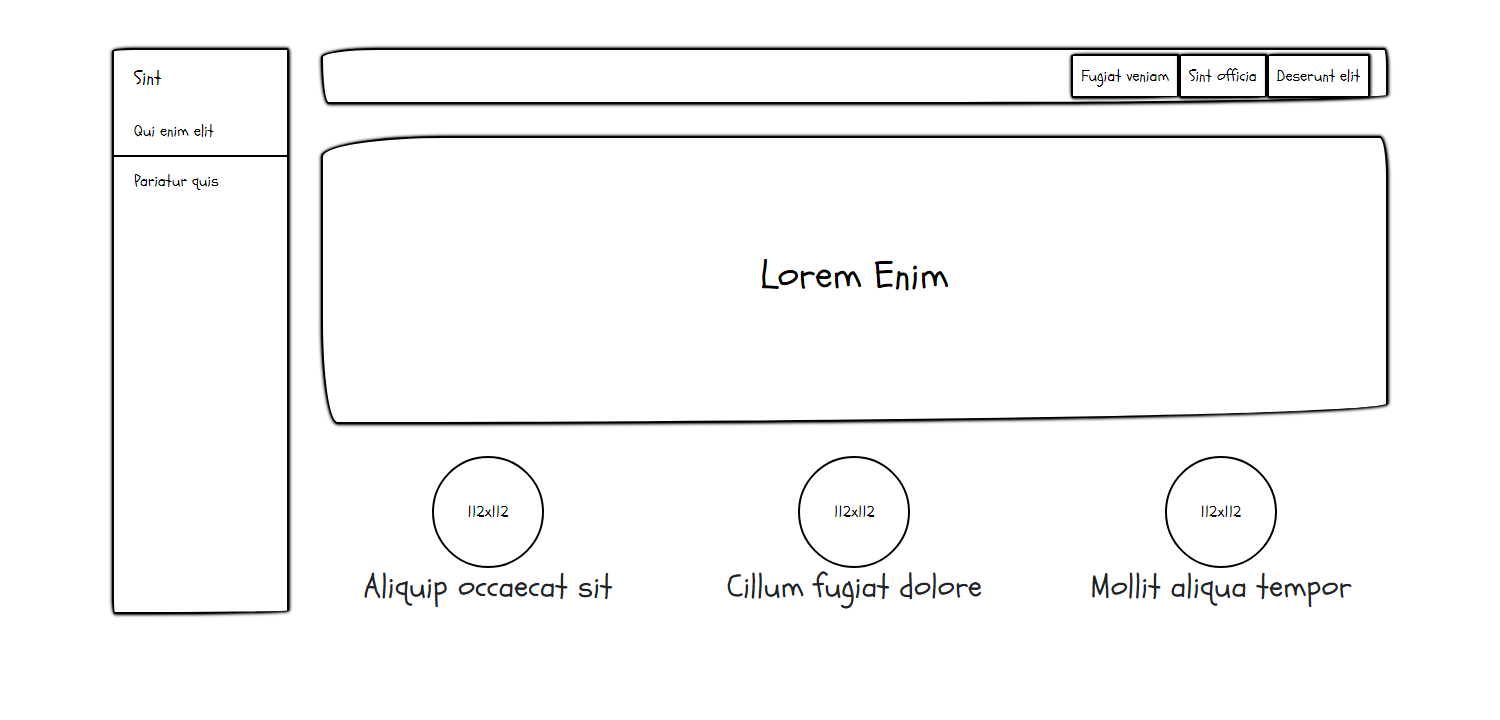 Sint
Qui enim elit
Pariatur quis
Fugiat veniam
Sint officia
Deserunt elit
Lorem Enim
112x112
112x112
112x112
Aliquip occaecat sit
Cillum fugiat dolore
Mollit aliqua tempor